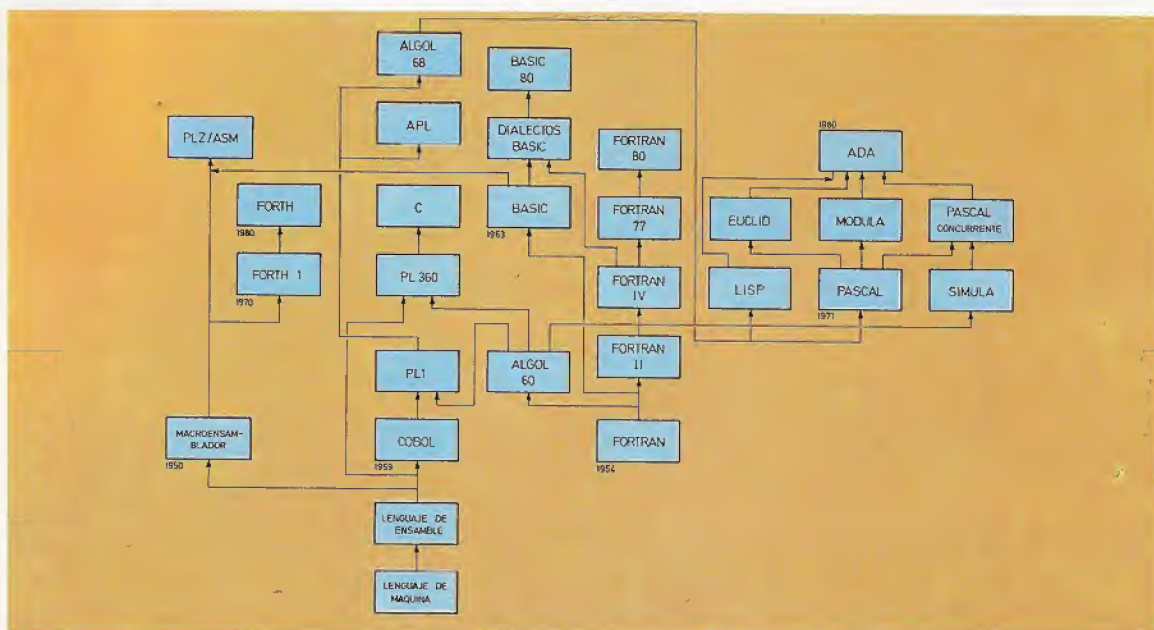 ALGOL
68
BASIC
80
PLZ/ASM
APL
DIALECTOS
BASIC
FORTRAN
80
1980
ADA
FORTH
1980
C
BASIC
1963
FORTRAN
77
EUCLID
MODULA
PASCAL
CONCURRENTE
FORTH 1
1970
PL 360
FORTRAN
IV
LISP
PASCAL
1971
SIMULA
PL1
ALGOL
60
FORTRAN
II
MACROENSAM-
BLADOR
1950
COBOL
1959
FORTRAN
1954
LENGUAJE DE
ENSAMBLE
LENGUAJE DE
MAQUINA